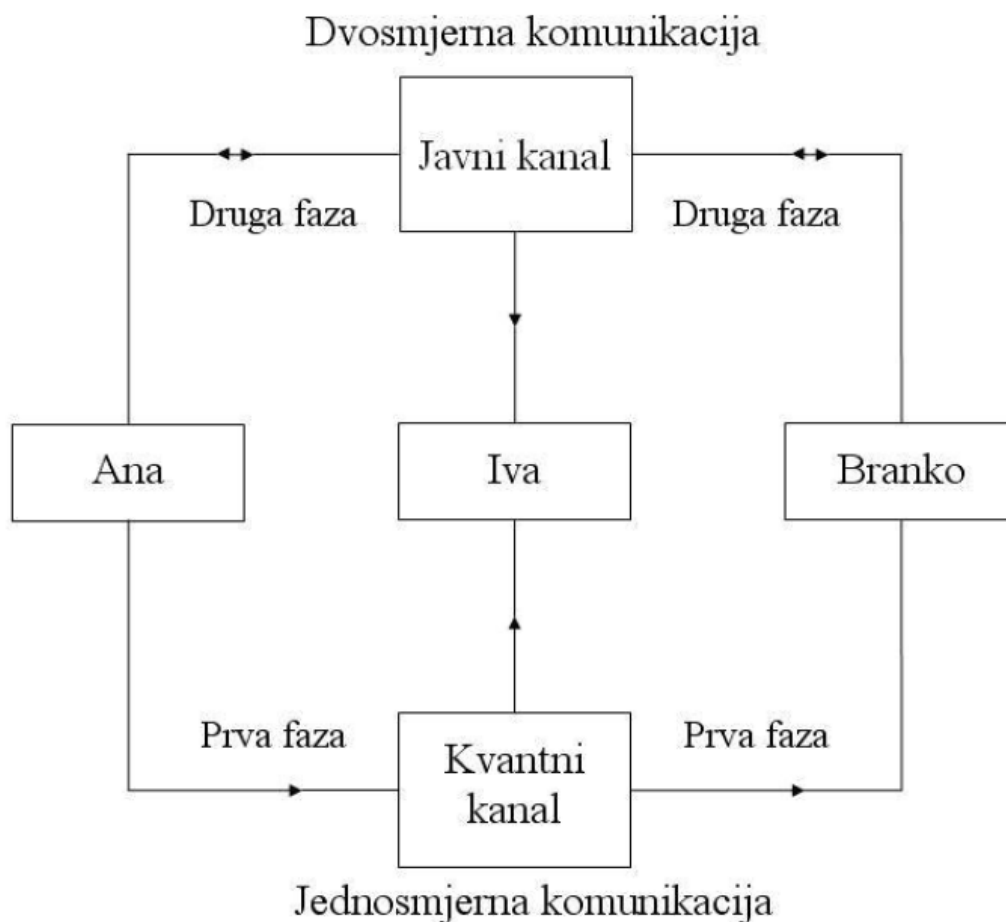 Dvosmjerna komunikacija
Javni kanal
Druga faza
Druga faza
Ana
Iva
Branko
Prva faza
Prva faza
Kvantni
kanal
Jednosmjerna komunikacija